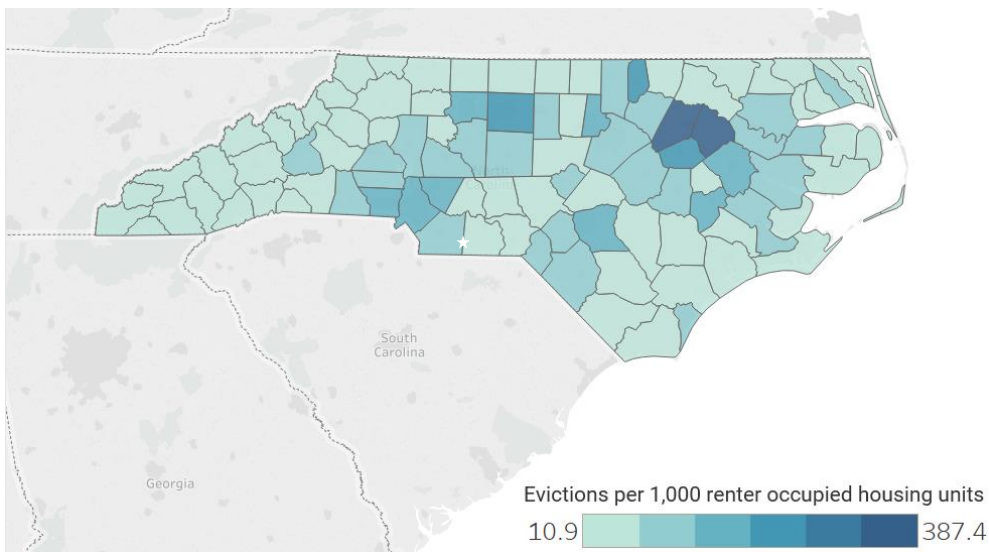 South
Carolina
Georgia
Evictions per 1,000 renter occupied housing units
10.9 387.4